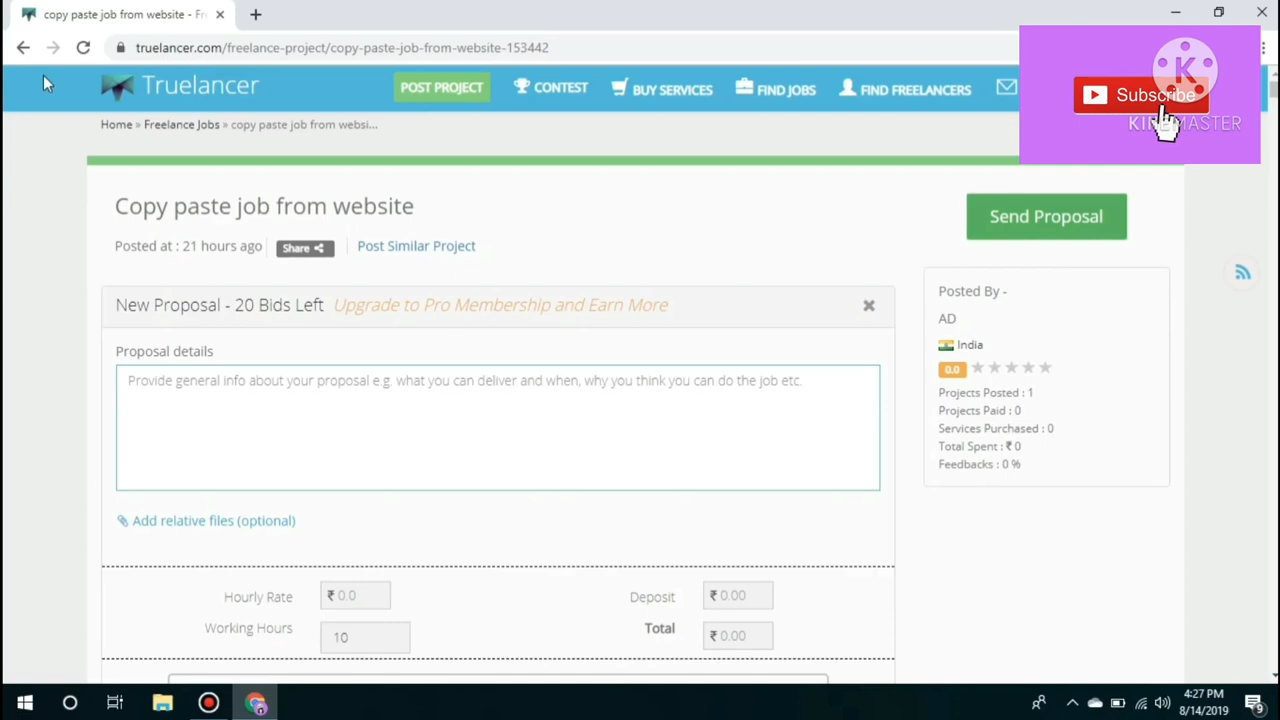 copy paste job from website - Fr
truelancer.com/freelance-project/copy-paste-job-from-website-153442
Truelancer
POST PROJECT
CONTEST
BUY SERVICES
FIND JOBS
FIND FREELANCERS
Subscribe
K
KINEMASTER
Home » Freelance Jobs » copy paste job from websi...
Copy paste job from website
Send Proposal
Posted at : 21 hours ago
Share
Post Similar Project
New Proposal - 20 Bids Left Upgrade to Pro Membership and Earn More
Proposal details
Provide general info about your proposal e.g. what you can deliver and when, why you think you can do the job etc.
Add relative files (optional)
Posted By -
AD
India
0.0
Projects Posted : 1
Projects Paid : 0
Services Purchased : 0
Total Spent : ₹ 0
Feedbacks : 0 %
Hourly Rate ₹ 0.0
Deposit ₹ 0.00
Working Hours 10
Total ₹ 0.00
4:27 PM
8/14/2019
9